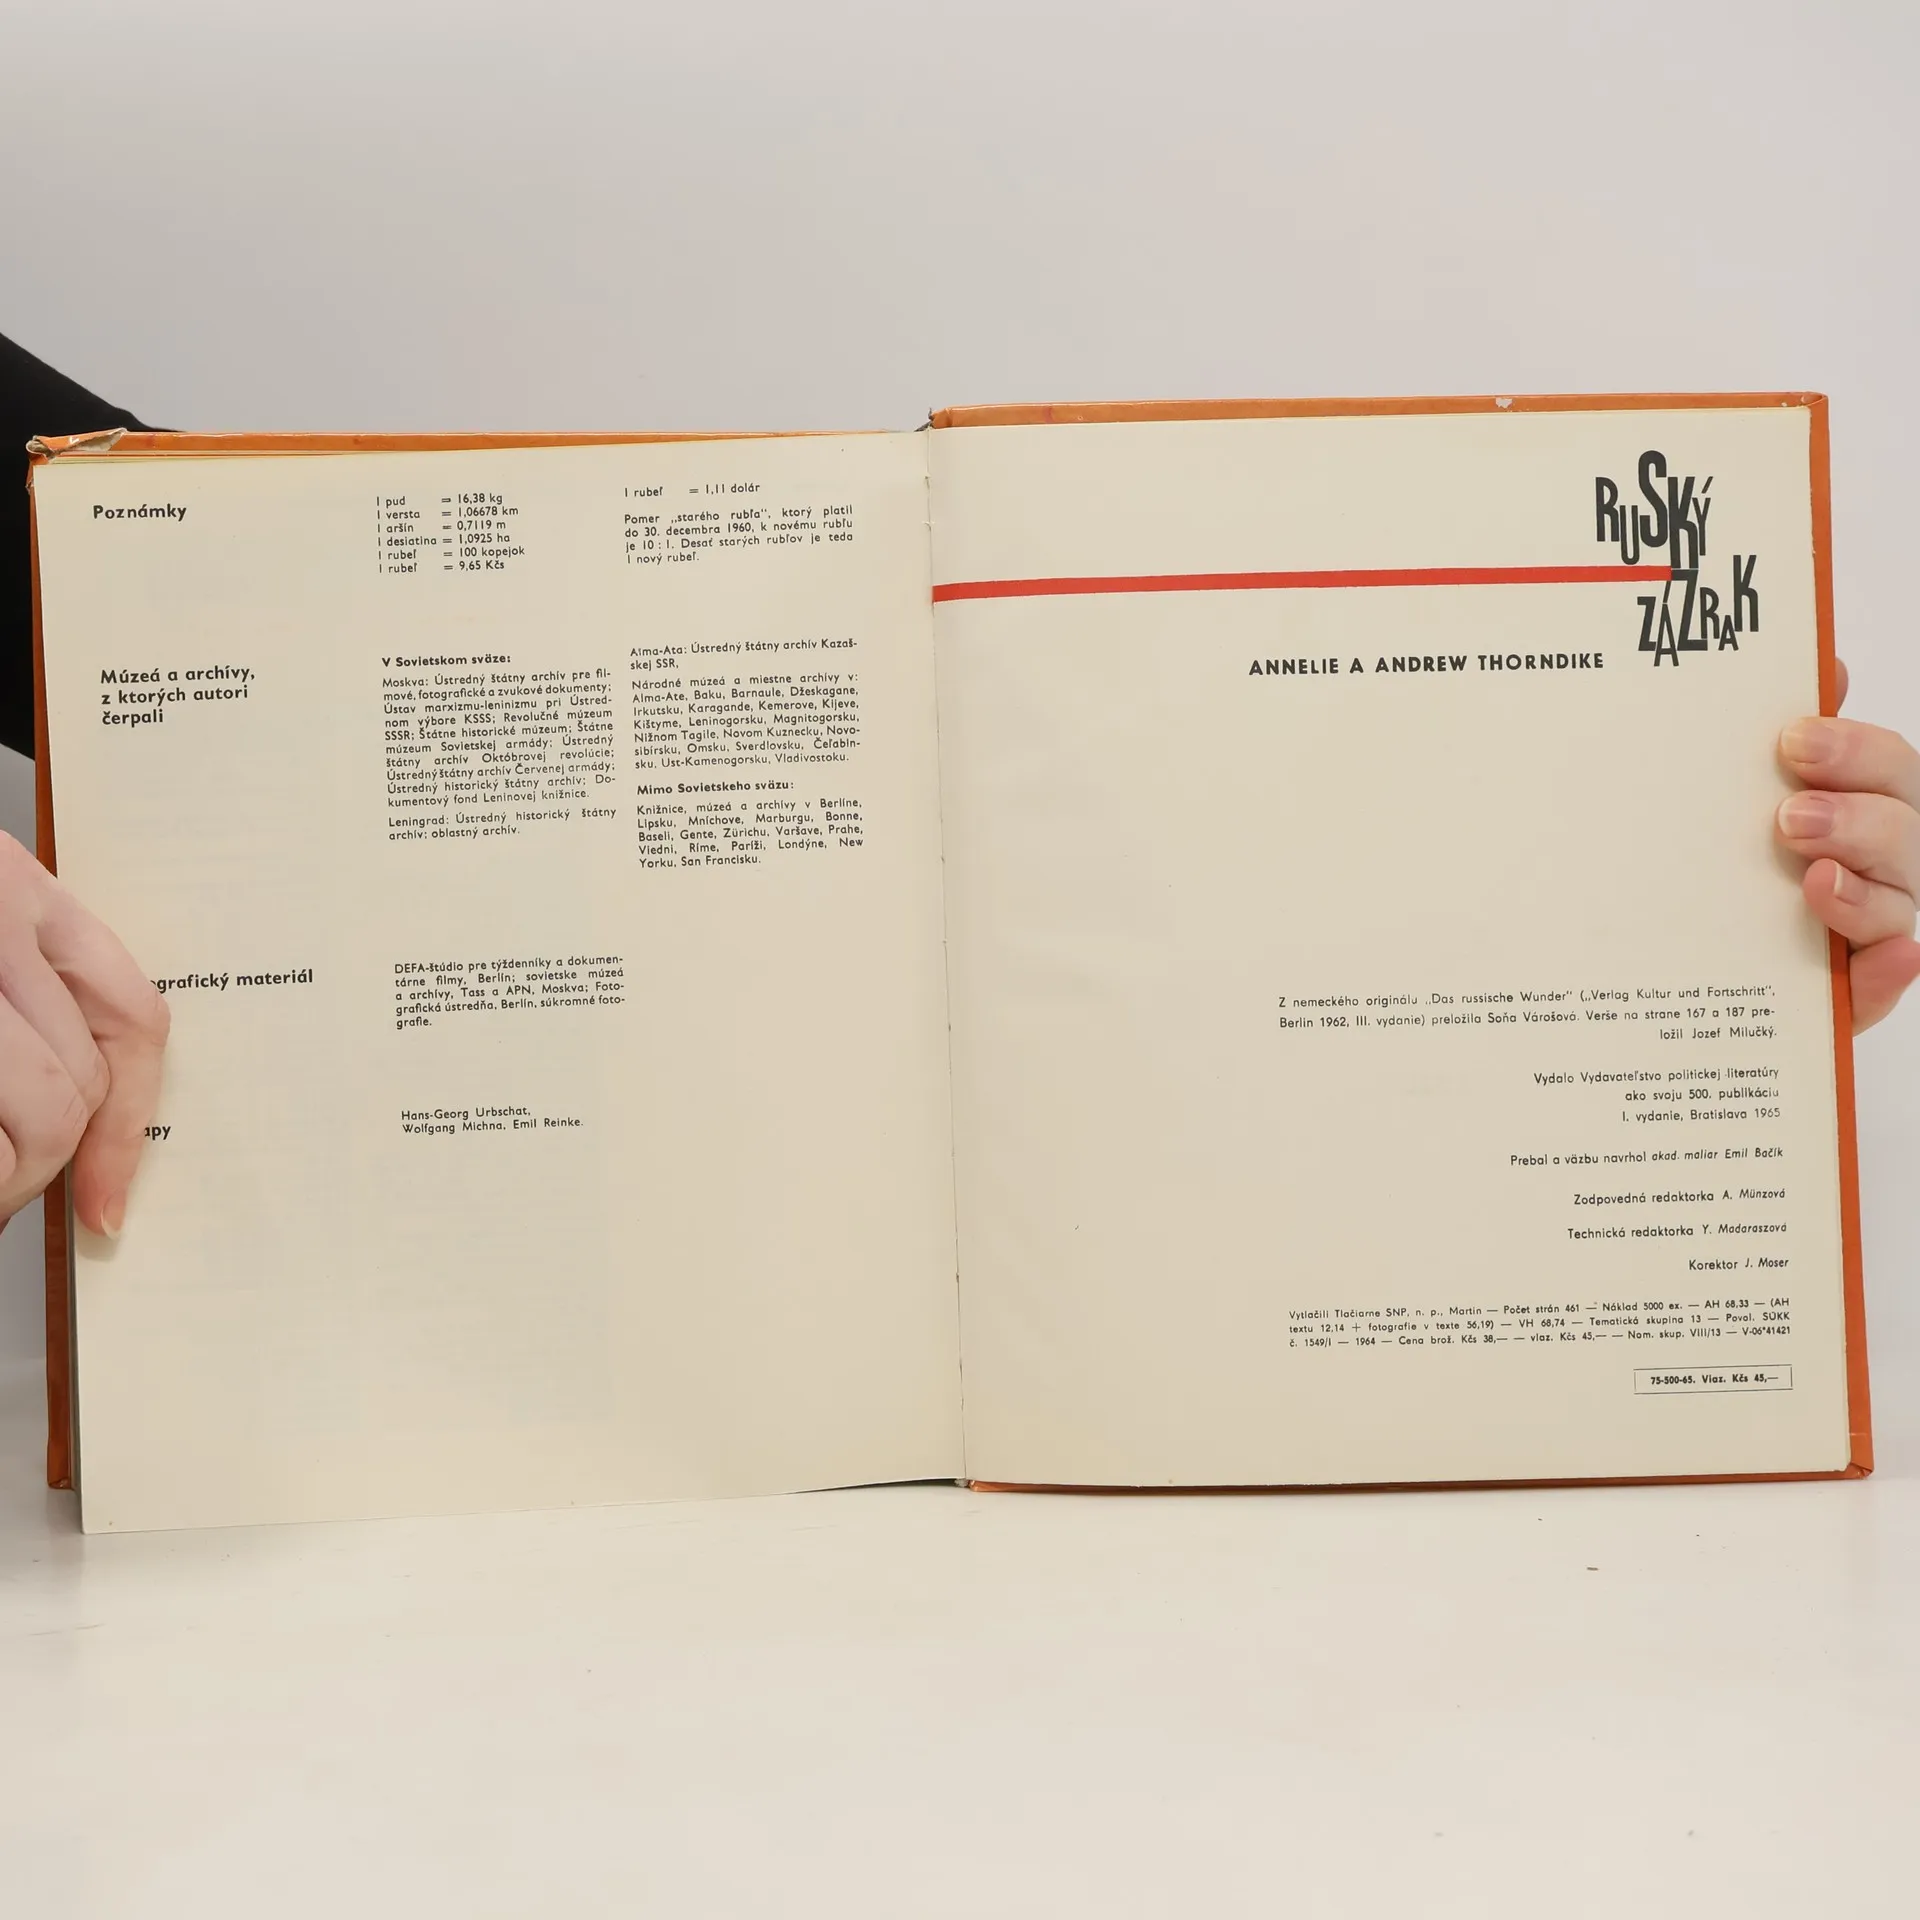 Poznámky
1 pud = 16,38 kg
1 versta = 1,06678 km
1 aršín = 0,7119 m
1 desiatina = 1,0925 ha
1 rubeľ = 100 kopejok
1 rubeľ = 9,65 Kčs
1 rubeľ = 1,11 dolár
Pomer „starého rubľa“, ktorý platil
do 30. decembra 1960, k novému rubľu
je 10 : 1. Desať starých rubľov je teda
1 nový rubeľ.
Múzeá a archívy,
z ktorých autori
čerpali
V Sovietskom sväze:
Moskva: Ústredný štátny archív pre fil-
mové, fotografické a zvukové dokumenty;
Ústav marxizmu-leninizmu pri Ústred-
nom výbore KSSS; Revolučné múzeum
SSSR; Štátne historické múzeum; Štátne
múzeum Sovietskej armády; Ústredný
štátny archív Októbrovej revolúcie;
Ústredný štátny archív Červenej armády;
Ústredný historický štátny archív; Do-
kumentový fond Leninovej knižnice.
Leningrad: Ústredný historický štátny
archív; oblastný archív.
Alma-Ata: Ústredný štátny archív Kazaš-
skej SSR,
Národné múzeá a miestne archívy v:
Alma-Ate, Baku, Barnaule, Džeskagane,
Irkutsku, Karagande, Kemerove, Kijeve,
Kištyme, Leninogorsku, Magnitogorsku,
Nižnom Tagile, Novom Kuznecku, Novo-
sibírsku, Omsku, Sverdlovsku, Čeľabin-
sku, Ust-Kamenogorsku, Vladivostoku.
Mimo Sovietskeho sväzu:
Knižnice, múzeá a archívy v Berlíne,
Lipsku, Mníchove, Marburgu, Bonne,
Baseli, Gente, Zürichu, Varšave, Prahe,
Viedni, Ríme, Paríži, Londýne, New
Yorku, San Francisku.
ografický materiál
DEFA-štúdio pre týždenníky a dokumen-
tárne filmy, Berlín; sovietske múzeá
a archívy, Tass a APN, Moskva; Foto-
grafická ústredňa, Berlín, súkromné foto-
grafie.
apy
Hans-Georg Urbschat,
Wolfgang Michna, Emil Reinke.
RUSKÝ
ZÁZRAK
ANNELIE A ANDREW THORNDIKE
Z nemeckého originálu „Das russische Wunder“ („Verlag Kultur und Fortschritt“,
Berlin 1962, III. vydanie) preložila Soňa Várošová. Verše na strane 167 a 187 pre-
ložil Jozef Milučký.
Vydalo Vydavateľstvo politickej literatúry
ako svoju 500. publikáciu
I. vydanie, Bratislava 1965
Prebal a väzbu navrhol akad. maliar Emil Bačík
Zodpovedná redaktorka A. Münzová
Technická redaktorka Y. Madaraszová
Korektor J. Moser
Vytlačili Tlačiarne SNP, n. p., Martin — Počet strán 461 — Náklad 5000 ex. — AH 68,33 — (AH
textu 12,14 + fotografie v texte 56,19) — VH 68,74 — Tematická skupina 13 — Povol. SÚKK
č. 1549/I — 1964 — Cena brož. Kčs 38,— — viaz. Kčs 45,— — Nom. skup. VIII/13 — V-06*41421
75-500-65. Viaz. Kčs 45,—